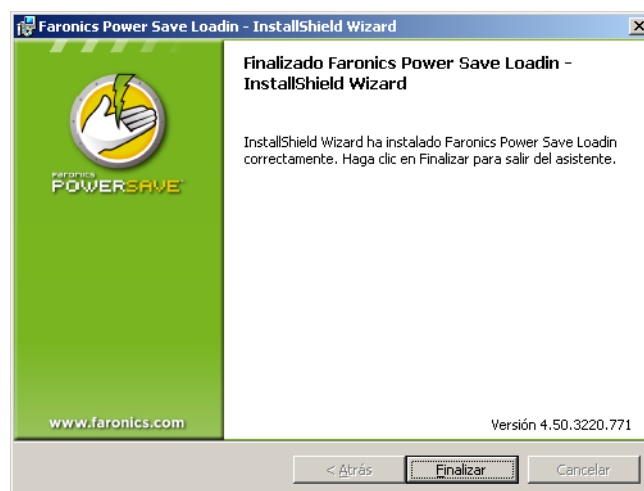 Faronics Power Save Loadin - InstallShield Wizard
Finalizado Faronics Power Save Loadin -
InstallShield Wizard
InstallShield Wizard ha instalado Faronics Power Save Loadin
correctamente. Haga clic en Finalizar para salir del asistente.
FARONICS
POWERSAVE
www.faronics.com
Versión 4.50.3220.771
< Atrás
Finalizar
Cancelar